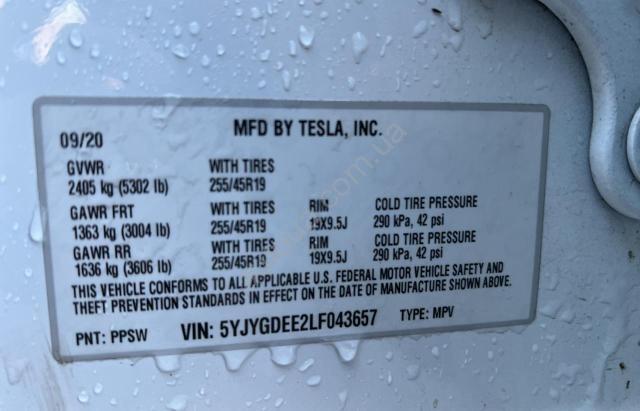 MFD BY TESLA, INC.
09/20
GVWR WITH TIRES
2405 kg (5302 lb) 255/45R19
GAWR FRT WITH TIRES RIM COLD TIRE PRESSURE
1363 kg (3004 lb) 255/45R19 19X9.5J 290 kPa, 42 psi
GAWR RR WITH TIRES RIM COLD TIRE PRESSURE
1636 kg (3606 lb) 255/45R19 19X9.5J 290 kPa, 42 psi
THIS VEHICLE CONFORMS TO ALL APPLICABLE U.S. FEDERAL MOTOR VEHICLE SAFETY AND
THEFT PREVENTION STANDARDS IN EFFECT ON THE DATE OF MANUFACTURE SHOWN ABOVE.
PNT: PPSW VIN: 5YJYGDEE2LF043657 TYPE: MPV